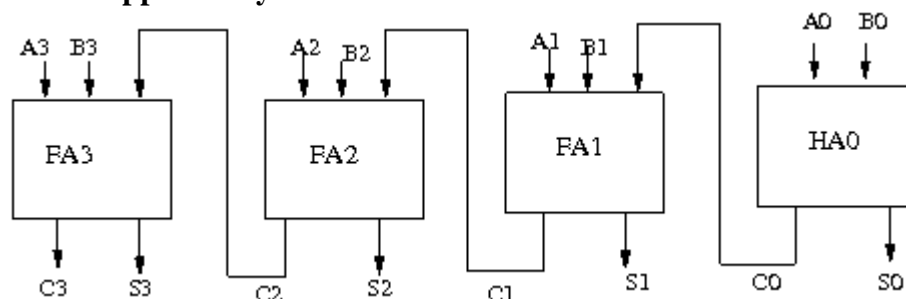 A3 B3 A2 B2 A1 B1 A0 B0
FA3 FA2 FA1 HA0
C3 S3 C2 S2 C1 S1 C0 S0